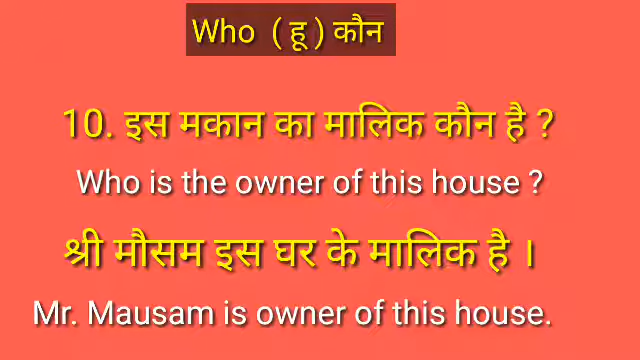 Who ( हू ) कौन
10. इस मकान का मालिक कौन है ?
Who is the owner of this house ?
श्री मौसम इस घर के मालिक है ।
Mr. Mausam is owner of this house.